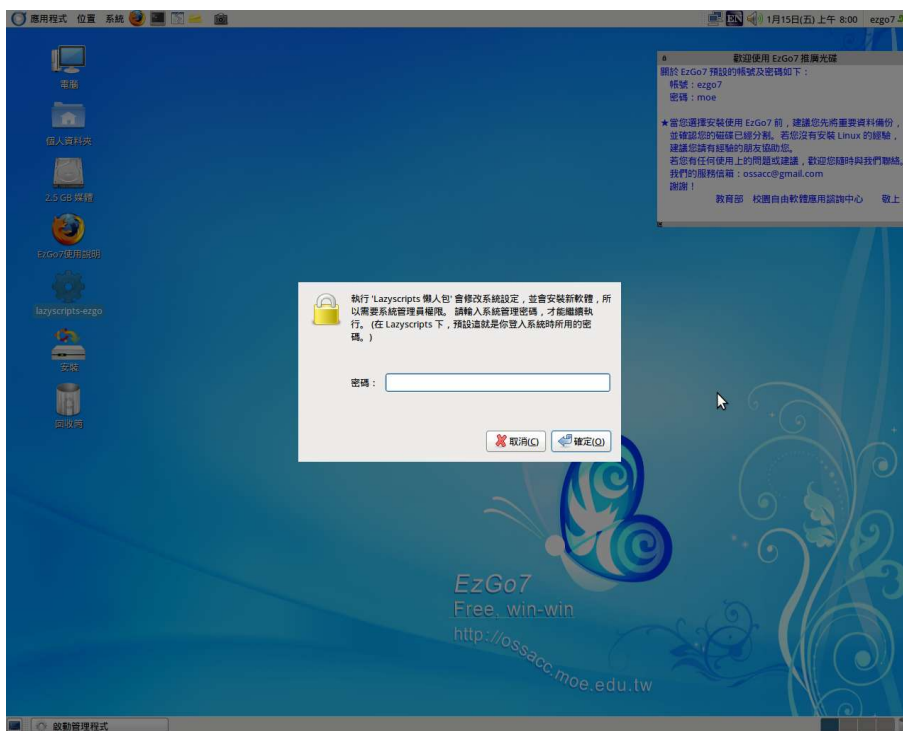 應用程式 位置 系統
1月15日(五) 上午 8:00 ezgo7
電腦
個人資料夾
2.5 GB 媒體
EzGo7使用說明
lazyscripts-ezgo
安裝
回收筒
歡迎使用 EzGo7 推廣光碟
關於 EzGo7 預設的帳號及密碼如下：
帳號：ezgo7
密碼：moe
★當您選擇安裝使用 EzGo7 前，建議您先將重要資料備份，
並確認您的磁碟已經分割。若您沒有安裝 Linux 的經驗，
建議您請有經驗的朋友協助您。
若您有任何使用上的問題或建議，歡迎您隨時與我們聯絡。
我們的服務信箱：ossacc@gmail.com
謝謝！
教育部 校園自由軟體應用諮詢中心 敬上
執行 'Lazyscripts 懶人包' 會修改系統設定，並會安裝新軟體，所
以需要系統管理員權限。 請輸入系統管理密碼，才能繼續執
行。 (在 Lazyscripts 下，預設這就是你登入系統時所用的密
碼。)
密碼：
取消(C) 確定(O)
EzGo7
Free, win-win
http://ossacc.moe.edu.tw
啟動管理程式